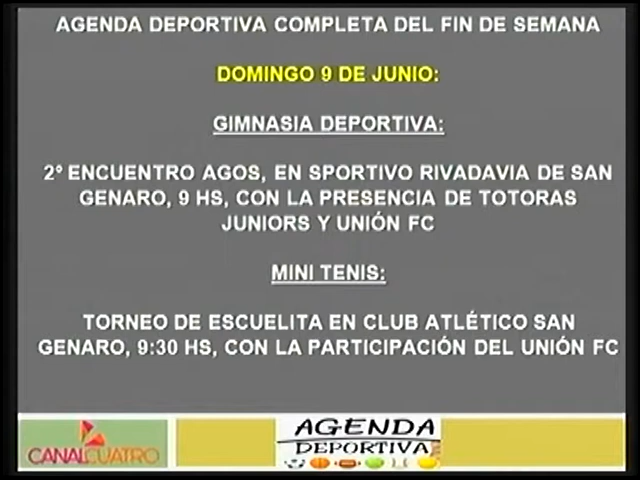 AGENDA DEPORTIVA COMPLETA DEL FIN DE SEMANA
DOMINGO 9 DE JUNIO:
GIMNASIA DEPORTIVA:
2º ENCUENTRO AGOS, EN SPORTIVO RIVADAVIA DE SAN
GENARO, 9 HS, CON LA PRESENCIA DE TOTORAS
JUNIORS Y UNIÓN FC
MINI TENIS:
TORNEO DE ESCUELITA EN CLUB ATLÉTICO SAN
GENARO, 9:30 HS, CON LA PARTICIPACIÓN DEL UNIÓN FC
CANALCUATRO
AGENDA
DEPORTIVA